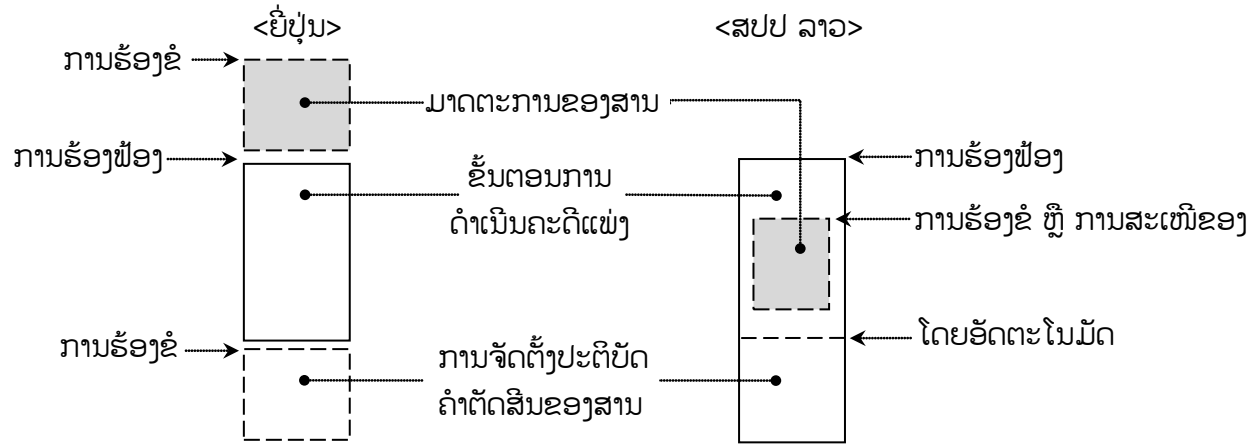 <ຍີ່ປຸ່ນ>
<ສປປ ລາວ>
ການຮ້ອງຂໍ
ມາດຕະການຂອງສານ
ການຮ້ອງຟ້ອງ
ການຮ້ອງຟ້ອງ
ຂັ້ນຕອນການ
ດຳເນີນຄະດີແພ່ງ
ການຮ້ອງຂໍ ຫຼື ການສະເໜີຂອງ
ໂດຍອັດຕະໂນມັດ
ການຮ້ອງຂໍ
ການຈັດຕັ້ງປະຕິບັດ
ຄຳຕັດສີນຂອງສານ